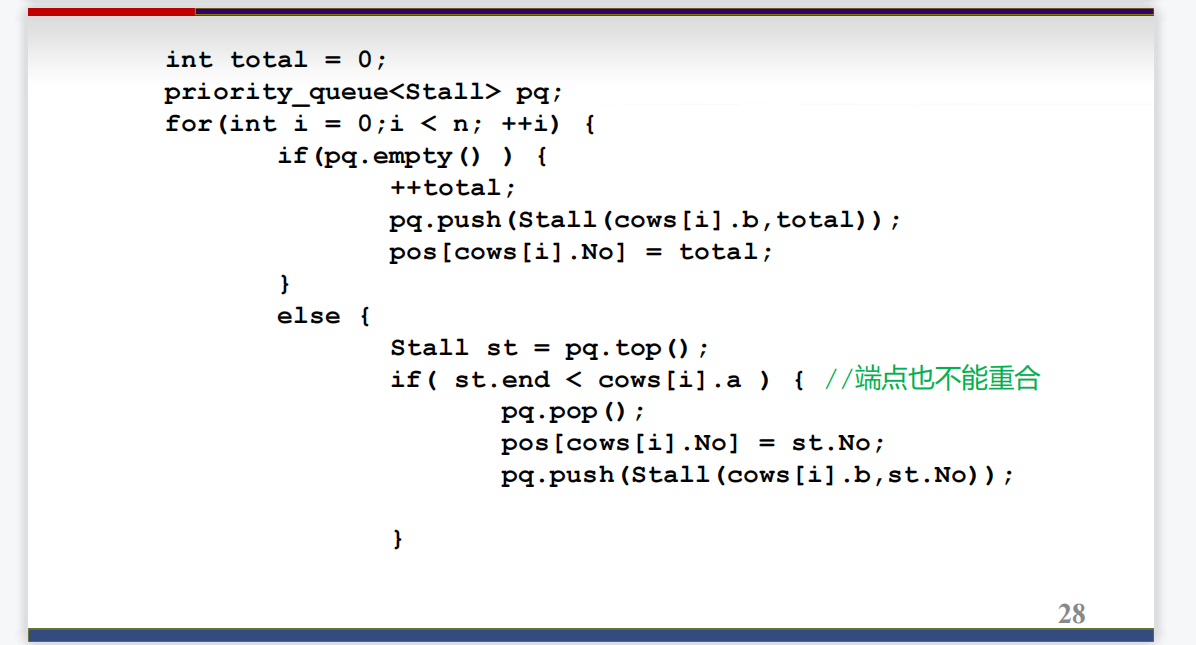 int total = 0;
priority_queue<Stall> pq;
for(int i = 0;i < n; ++i) {
if(pq.empty() ) {
++total;
pq.push(Stall(cows[i].b,total));
pos[cows[i].No] = total;
}
else {
Stall st = pq.top();
if( st.end < cows[i].a ) { //端点也不能重合
pq.pop();
pos[cows[i].No] = st.No;
pq.push(Stall(cows[i].b,st.No));
}
28